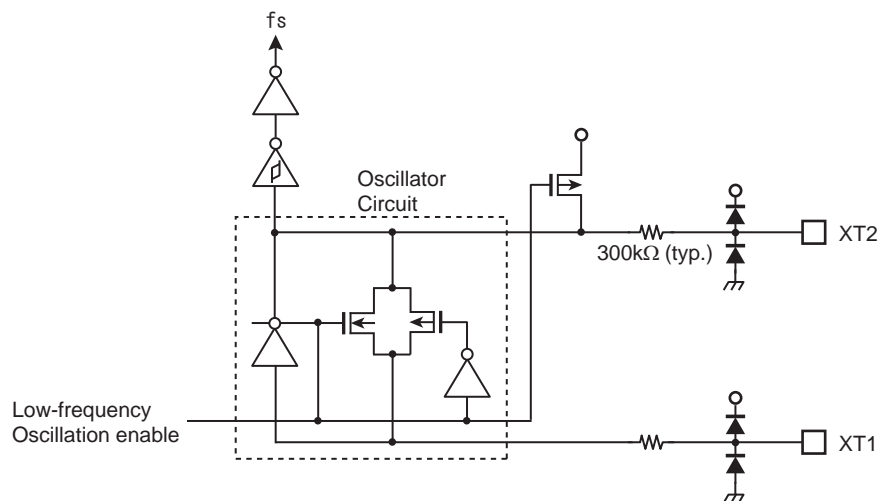 fs
Oscillator
Circuit
300kΩ (typ.)
XT2
Low-frequency
Oscillation enable
XT1